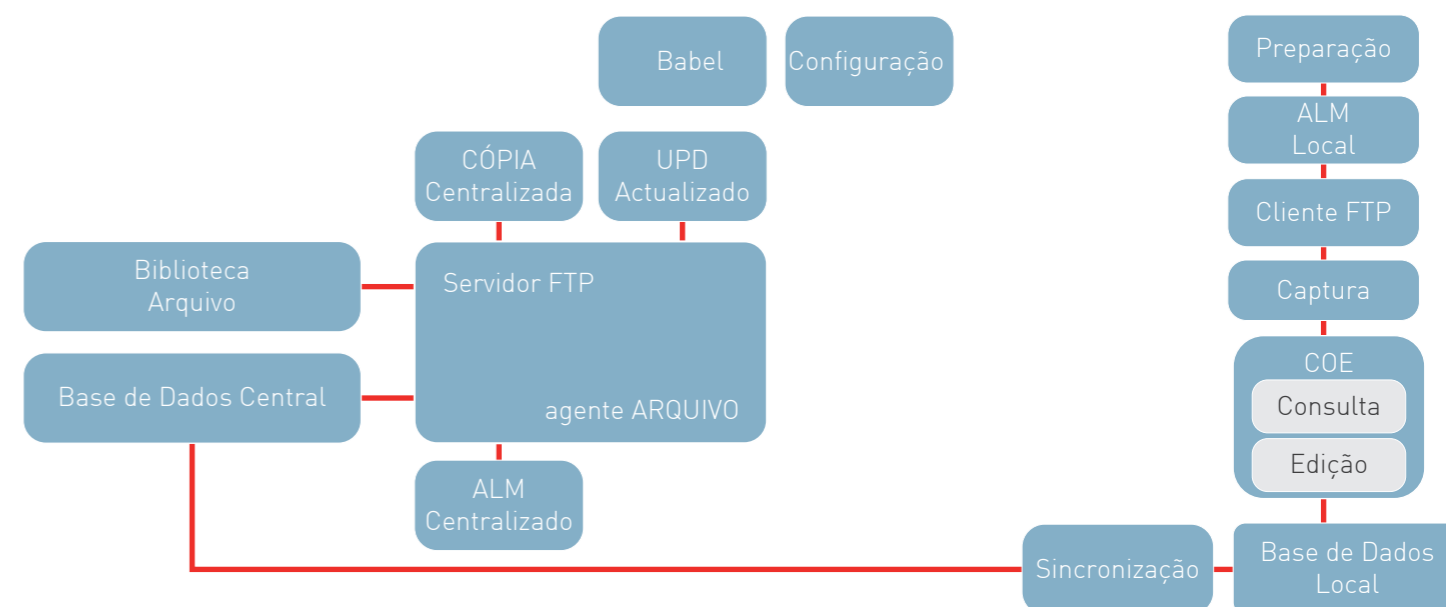 Babel
Configuração
Preparação
ALM
Local
CÓPIA
Centralizada
UPD
Actualizado
Cliente FTP
Biblioteca
Arquivo
Servidor FTP
Captura
Base de Dados Central
agente ARQUIVO
COE
Consulta
Edição
ALM
Centralizado
Sincronização
Base de Dados
Local